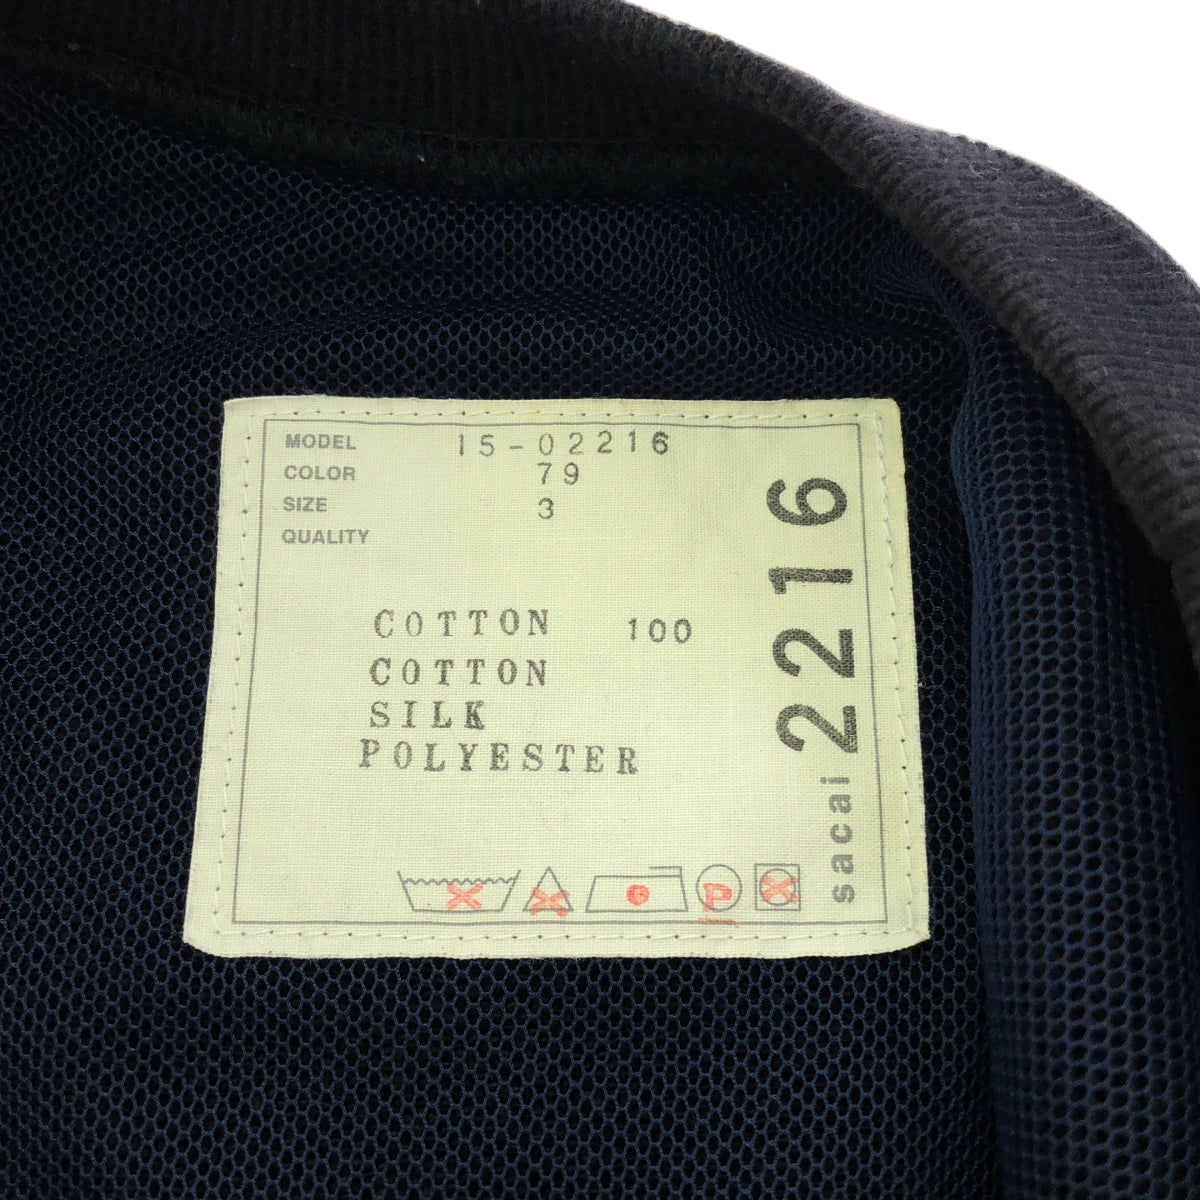 MODEL 15-02216
COLOR 79
SIZE 3
QUALITY
COTTON 100
COTTON
SILK
POLYESTER
P
sacai 2216